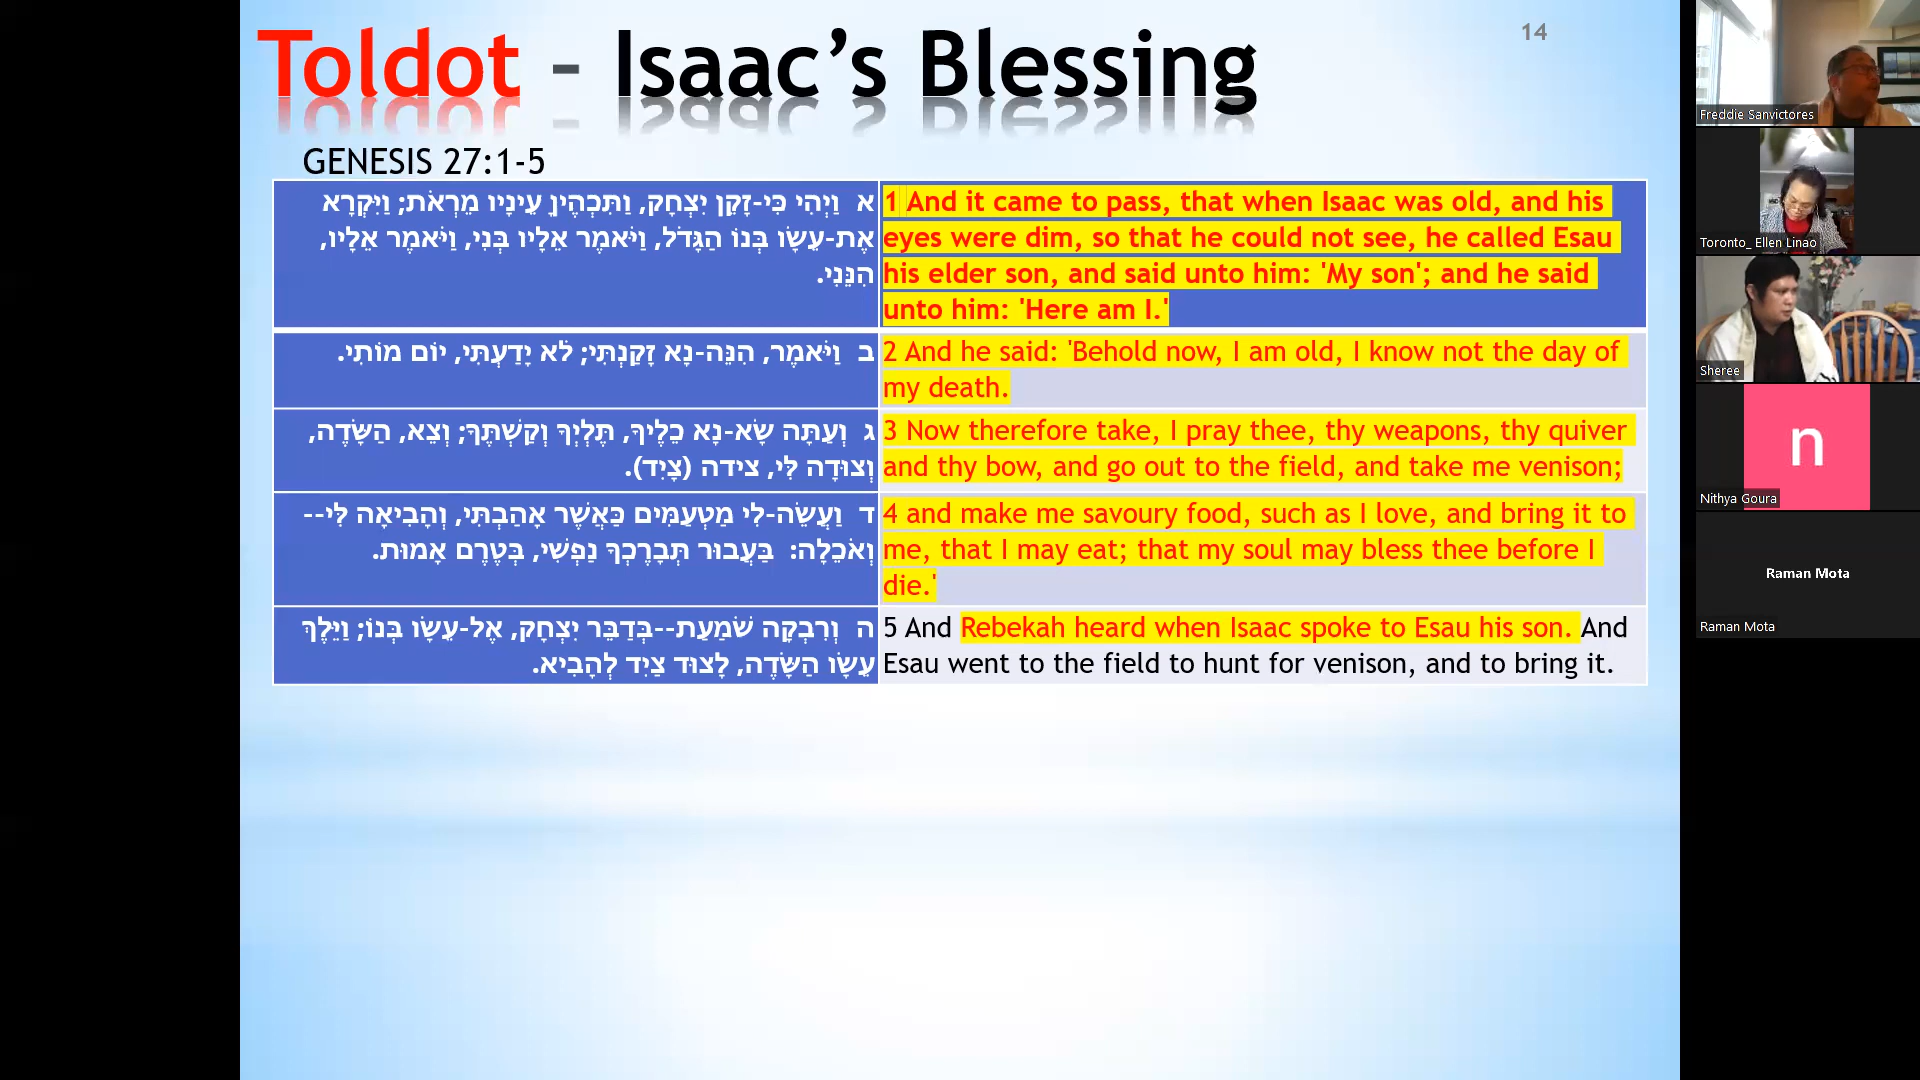 Toldot - Isaac’s Blessing
14
GENESIS 27:1-5
א  וַיְהִי כִּי-זָקֵן יִצְחָק, וַתִּכְהֶיןָ עֵינָיו מֵרְאֹת; וַיִּקְרָא
אֶת-עֵשָׂו בְּנוֹ הַגָּדֹל, וַיֹּאמֶר אֵלָיו בְּנִי, וַיֹּאמֶר אֵלָיו,
הִנֵּנִי.
1 And it came to pass, that when Isaac was old, and his
eyes were dim, so that he could not see, he called Esau
his elder son, and said unto him: 'My son'; and he said
unto him: 'Here am I.'
ב  וַיֹּאמֶר, הִנֵּה-נָא זָקַנְתִּי; לֹא יָדַעְתִּי, יוֹם מוֹתִי.
2 And he said: 'Behold now, I am old, I know not the day of
my death.
ג  וְעַתָּה שָׂא-נָא כֵלֶיךָ, תֶּלְיְךָ וְקַשְׁתֶּךָ; וְצֵא, הַשָּׂדֶה,
וְצוּדָה לִּי, צידה (צָיִד).
3 Now therefore take, I pray thee, thy weapons, thy quiver
and thy bow, and go out to the field, and take me venison;
ד  וַעֲשֵׂה-לִי מַטְעַמִּים כַּאֲשֶׁר אָהַבְתִּי, וְהָבִיאָה לִּי--
וְאֹכֵלָה:  בַּעֲבוּר תְּבָרֶכְךָ נַפְשִׁי, בְּטֶרֶם אָמוּת.
4 and make me savoury food, such as I love, and bring it to
me, that I may eat; that my soul may bless thee before I
die.'
ה  וְרִבְקָה שֹׁמַעַת--בְּדַבֵּר יִצְחָק, אֶל-עֵשָׂו בְּנוֹ; וַיֵּלֶךְ
עֵשָׂו הַשָּׂדֶה, לָצוּד צַיִד לְהָבִיא.
5 And Rebekah heard when Isaac spoke to Esau his son. And
Esau went to the field to hunt for venison, and to bring it.
Freddie Sanvictores
Toronto_ Ellen Linao
Sheree
n
Nithya Goura
Raman Mota
Raman Mota